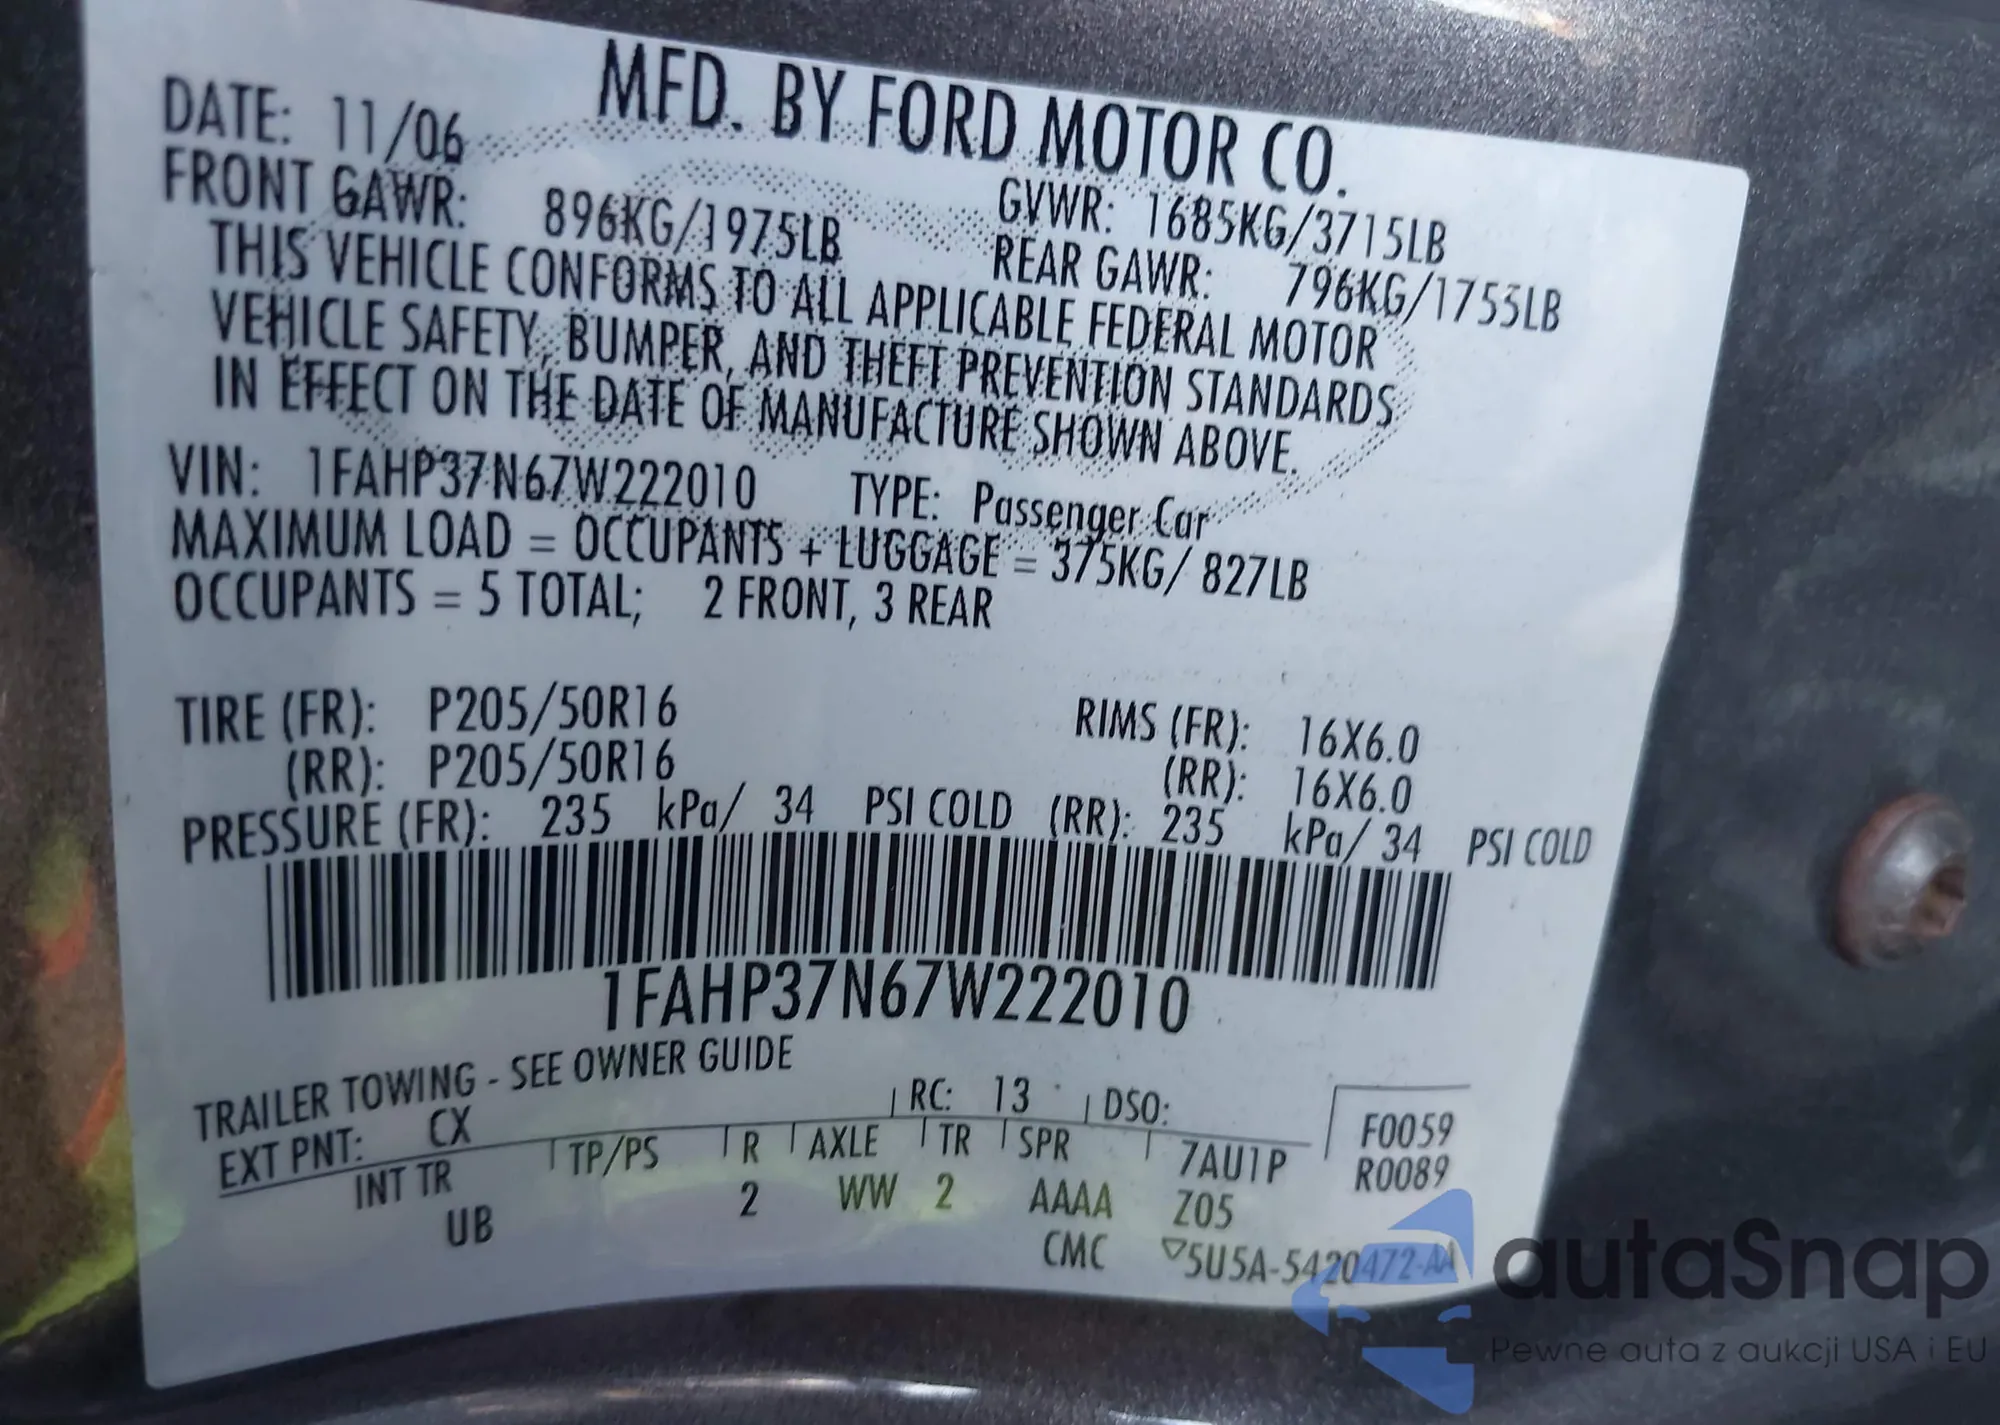 MFD. BY FORD MOTOR CO.
DATE: 11/06
GVWR: 1685KG/3715LB
FRONT GAWR: 896KG/1975LB
REAR GAWR: 796KG/1755LB
THIS VEHICLE CONFORMS TO ALL APPLICABLE FEDERAL MOTOR
VEHICLE SAFETY, BUMPER, AND THEFT PREVENTION STANDARDS
IN EFFECT ON THE DATE OF MANUFACTURE SHOWN ABOVE.
VIN: 1FAHP37N67W222010 TYPE: Passenger Car
MAXIMUM LOAD = OCCUPANTS + LUGGAGE = 375KG/ 827LB
OCCUPANTS = 5 TOTAL; 2 FRONT, 3 REAR
TIRE (FR): P205/50R16 RIMS (FR): 16X6.0
(RR): P205/50R16 (RR): 16X6.0
PRESSURE (FR): 235 kPa/ 34 PSI COLD (RR): 235 kPa/ 34 PSI COLD
1FAHP37N67W222010
TRAILER TOWING - SEE OWNER GUIDE
EXT PNT: CX RC: 13 DSO: F0059
INT TR TP/PS R AXLE TR SPR 7AU1P R0089
UB 2 WW 2 AAAA Z05
CMC 5U5A-5420472-AA
autaSnap
Pewne auta z aukcji USA i EU